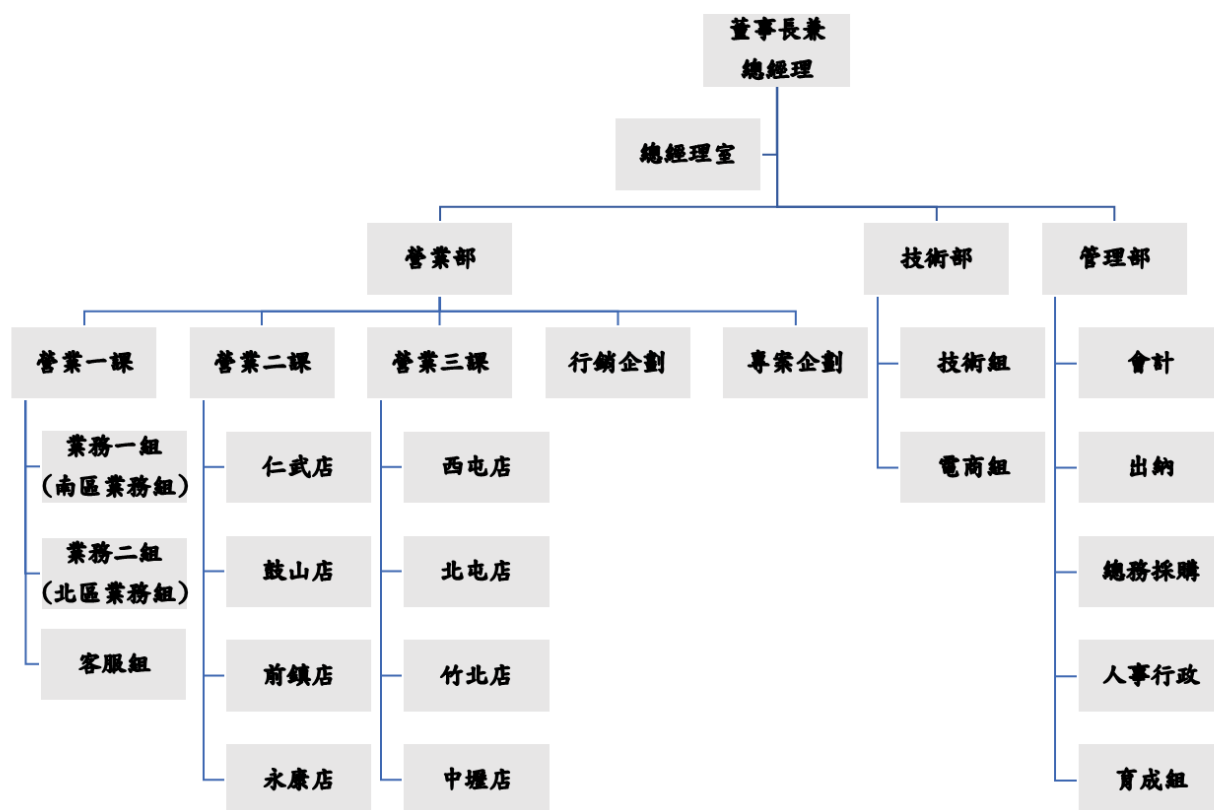 董事長兼
總經理
總經理室
營業部
技術部
管理部
營業一課
營業二課
營業三課
行銷企劃
專案企劃
技術組
會計
業務一組
(南區業務組)
仁武店
西屯店
電商組
出納
業務二組
(北區業務組)
鼓山店
北屯店
總務採購
客服組
前鎮店
竹北店
人事行政
永康店
中壢店
育成組